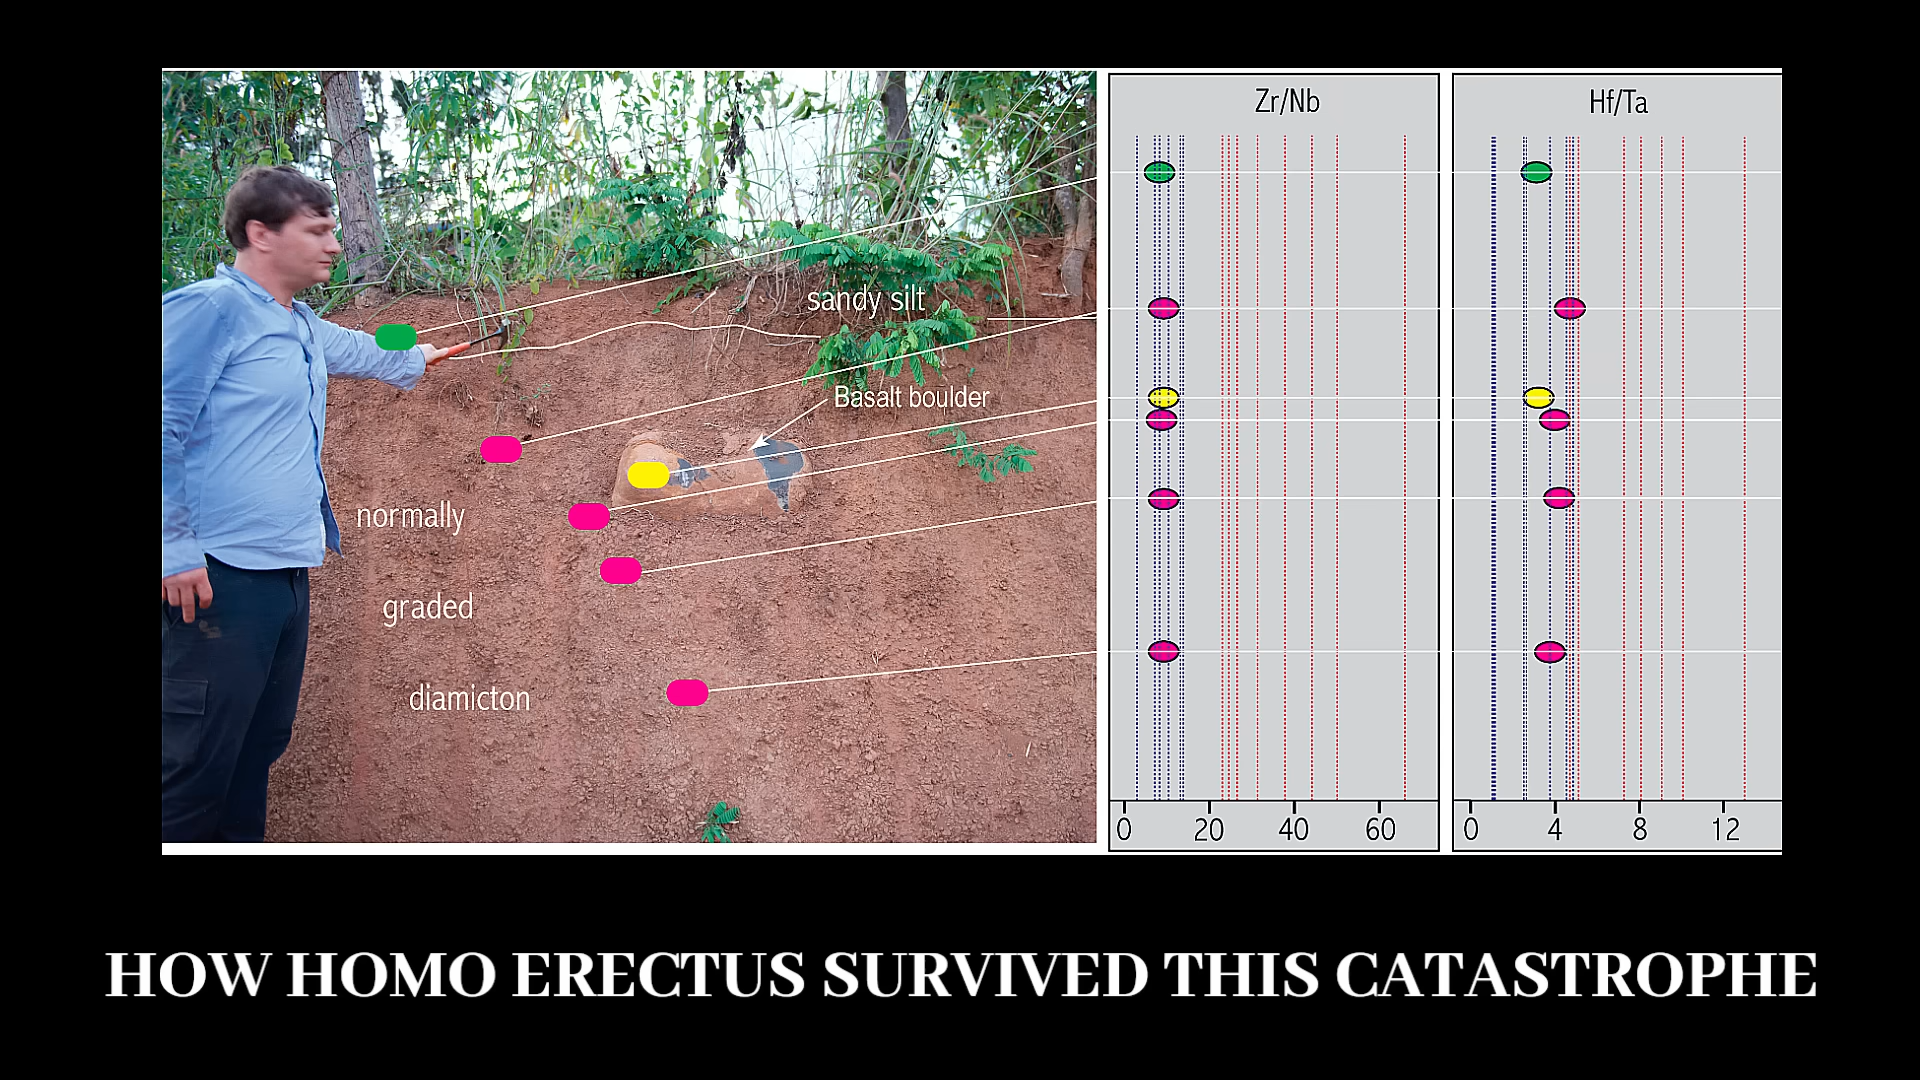 Zr/Nb
Hf/Ta
sandy silt
Basalt boulder
normally
graded
diamicton
0 20 40 60
0 4 8 12
HOW HOMO ERECTUS SURVIVED THIS CATASTROPHE